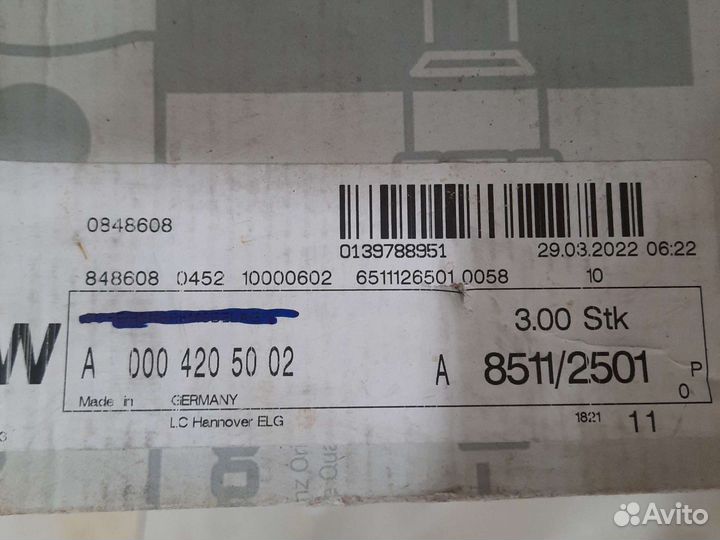 0848608
0139788951 29.03.2022 06:22
848608 0452 10000602 6511126501 0058 10
3.00 Stk
W A 000 420 50 02 A 8511/2501 P
0
Made in GERMANY
LC Hannover ELG 1821 11
Avito